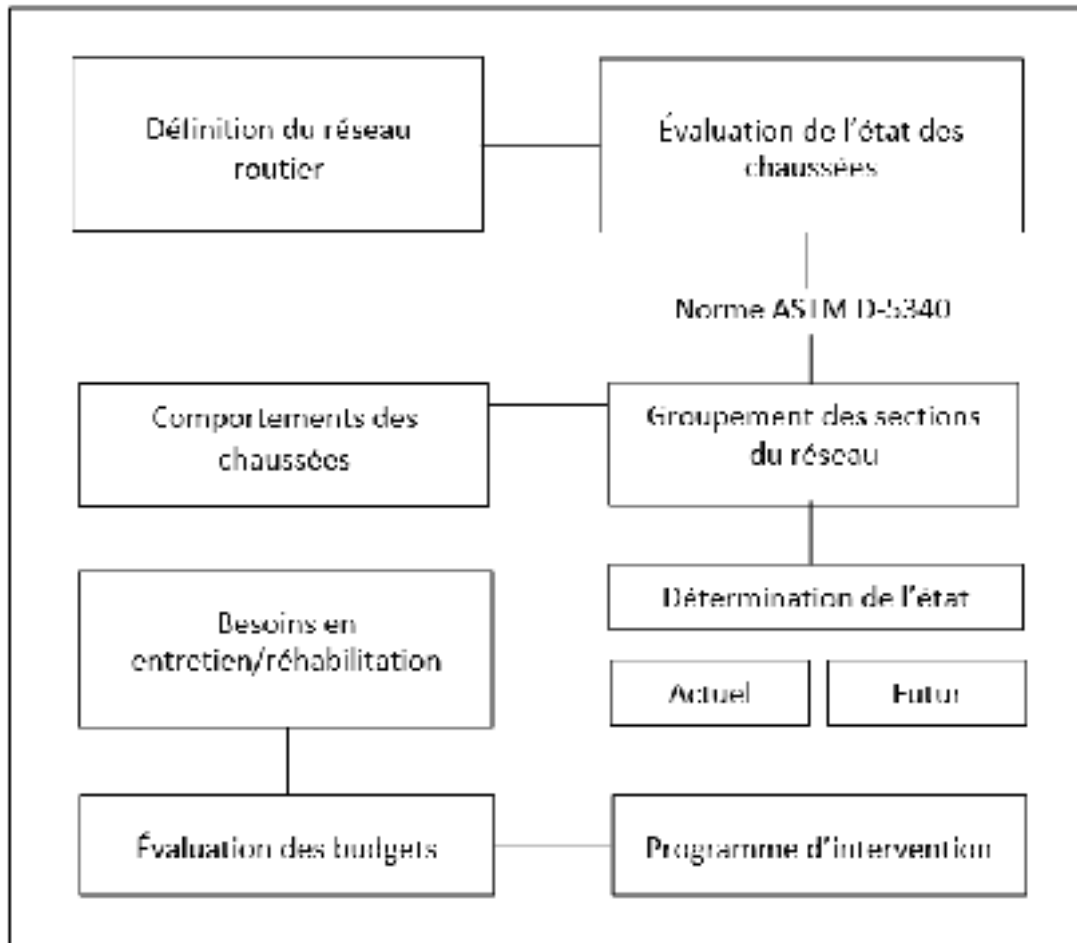 Définition du réseau
routier
Évaluation de l'état des
chaussées
Norme ASTM D-5340
Comportements des
chaussées
Groupement des sections
du réseau
Détermination de l'état
Besoins en
entretien/réhabilitation
Actuel
Futur
Évaluation des budgets
Programme d'intervention